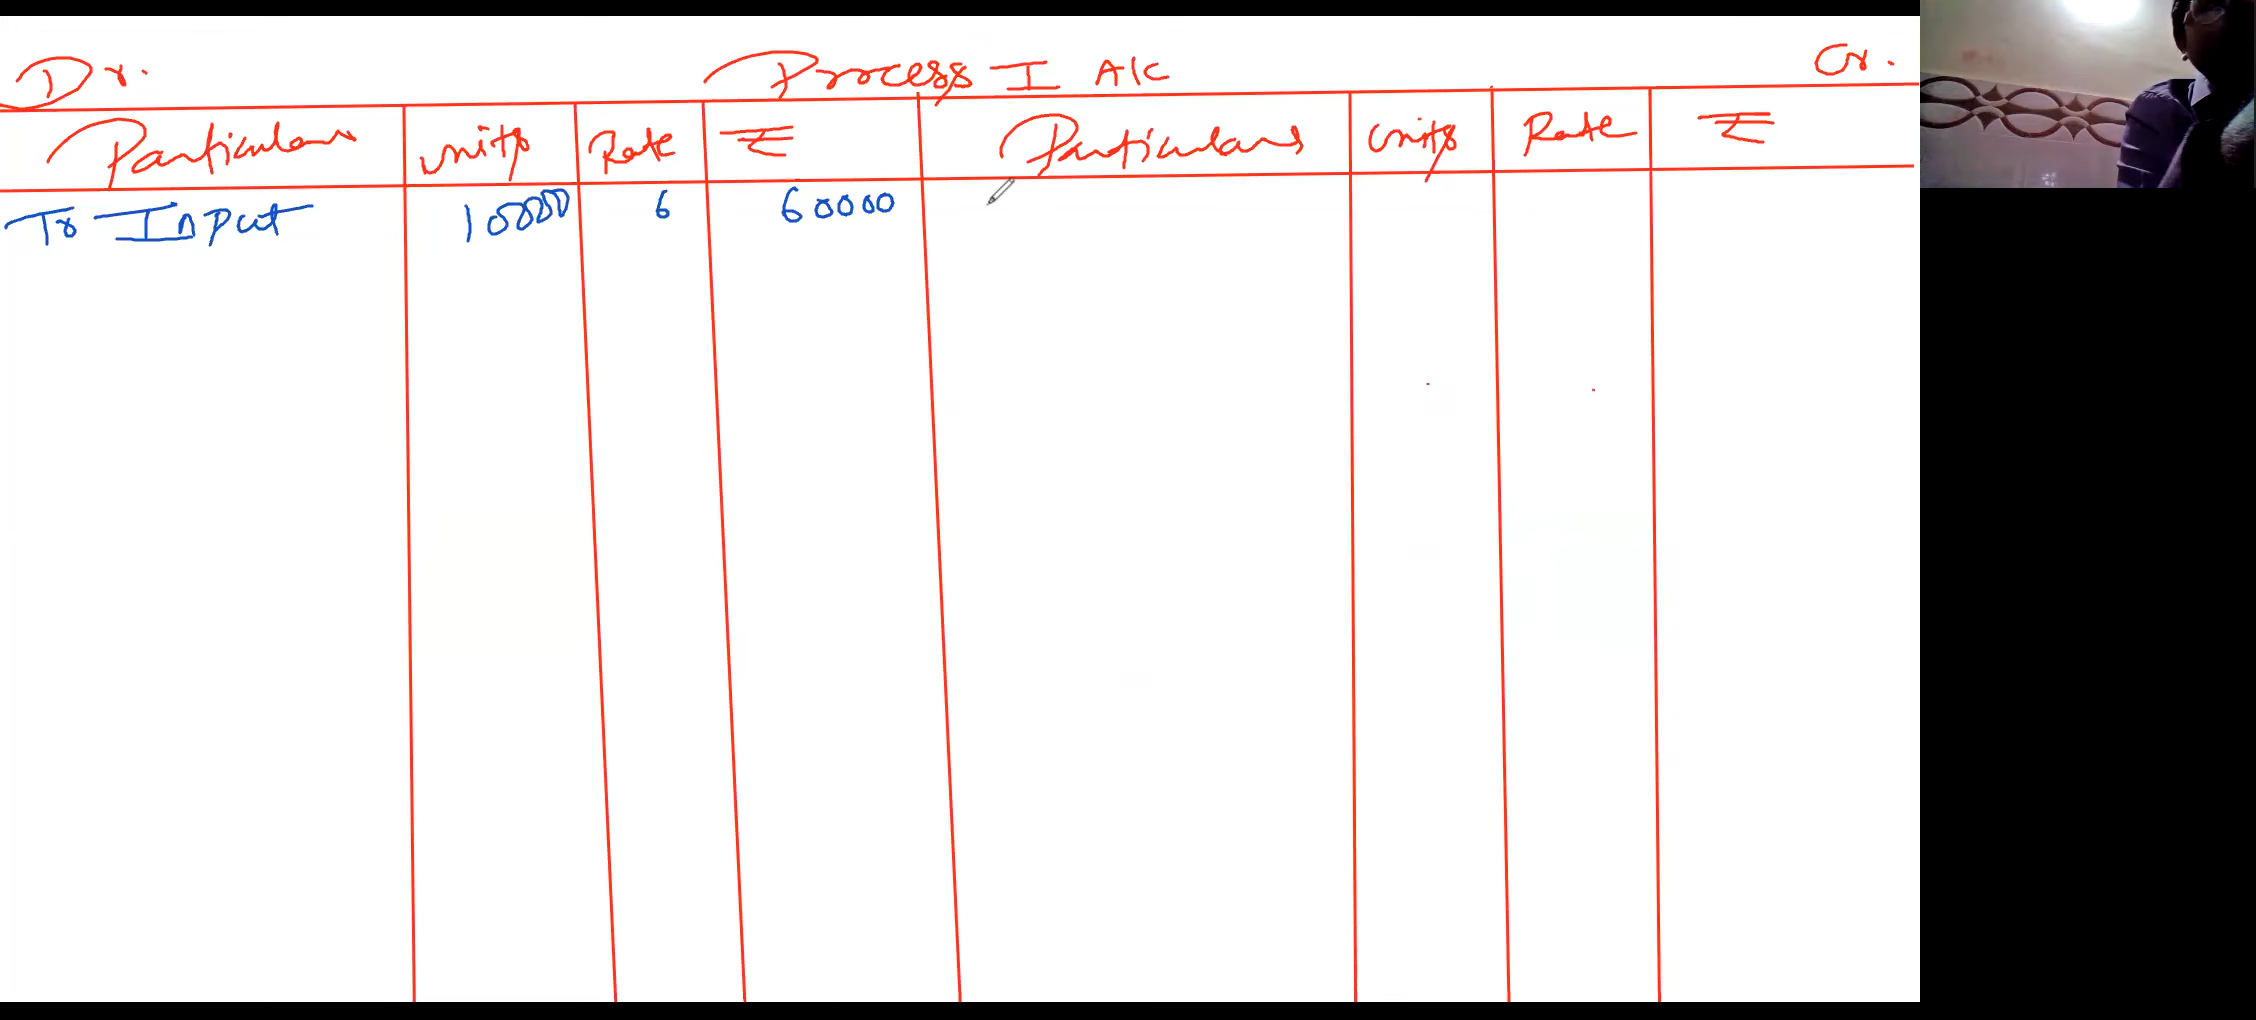 Dr. Process I A/C Cr.
Particulars units Rate ₹ Particulars units Rate ₹
To Input 10000 6 60000